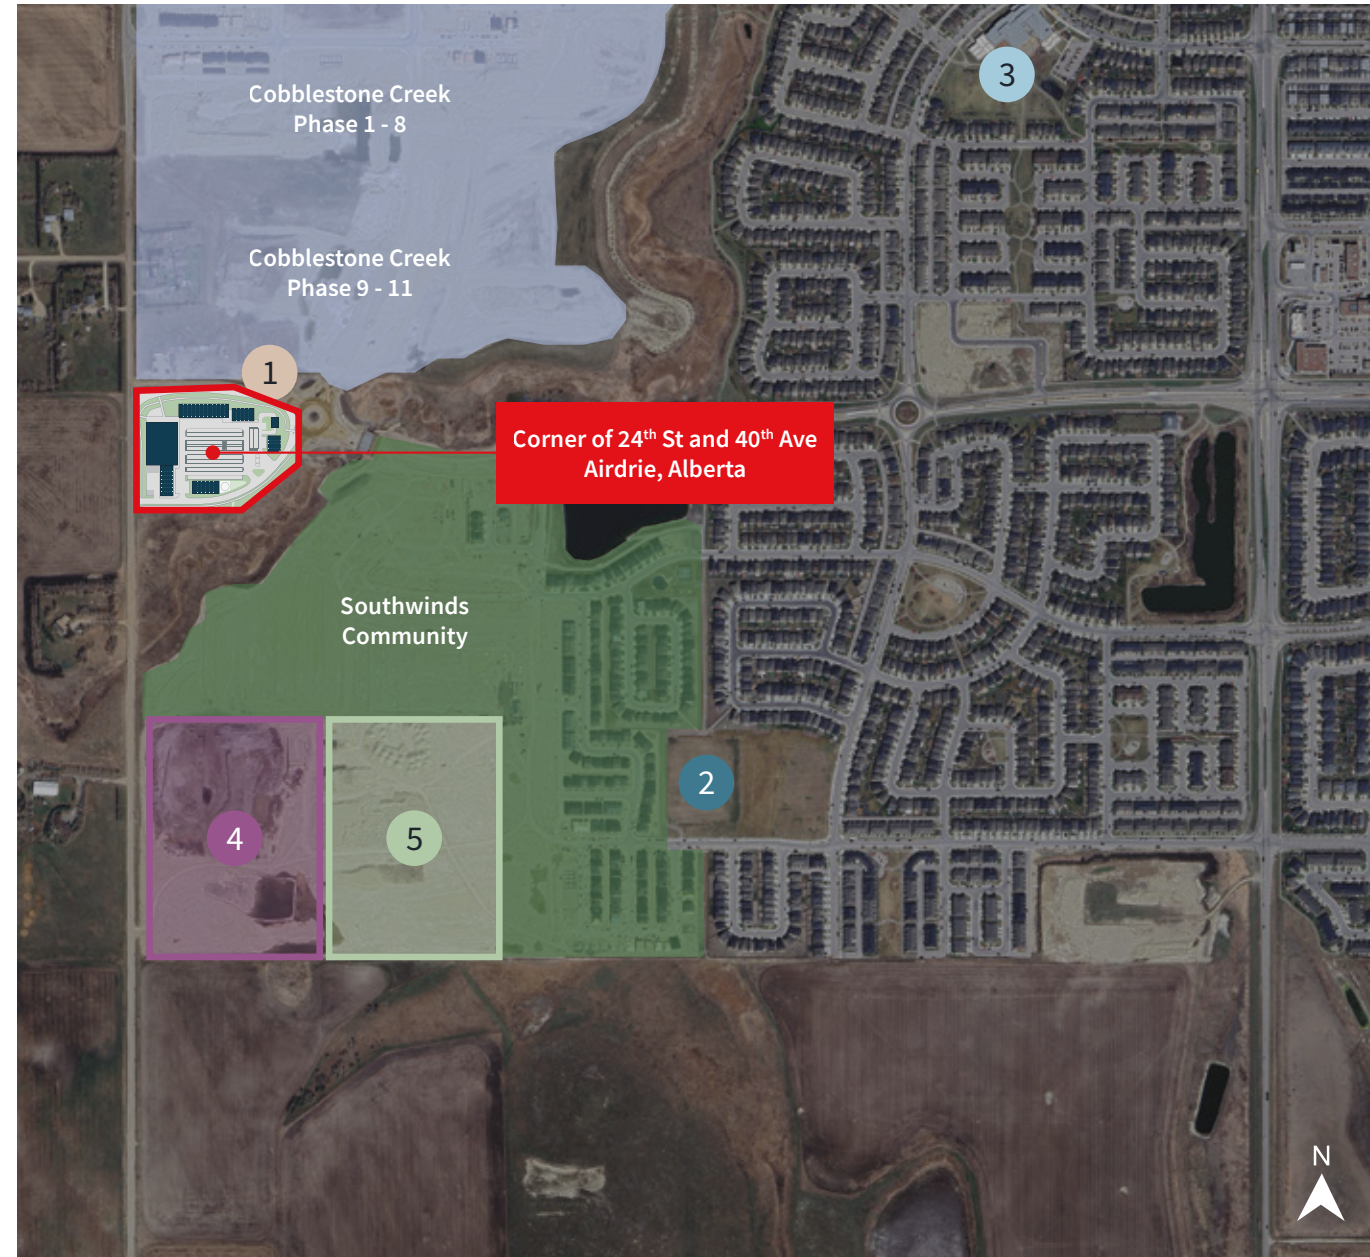 3
Cobblestone Creek
Phase 1 - 8
Cobblestone Creek
Phase 9 - 11
1
Corner of 24th St and 40th Ave
Airdrie, Alberta
Southwinds
Community
2
4
5
N